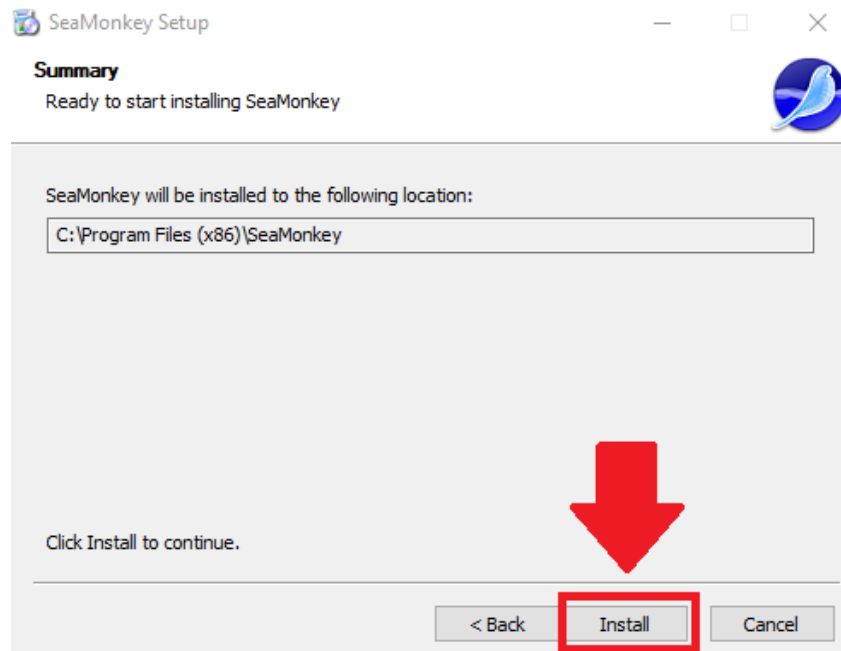 SeaMonkey Setup
Summary
Ready to start installing SeaMonkey
SeaMonkey will be installed to the following location:
C:\Program Files (x86)\SeaMonkey
Click Install to continue.
< Back Install Cancel